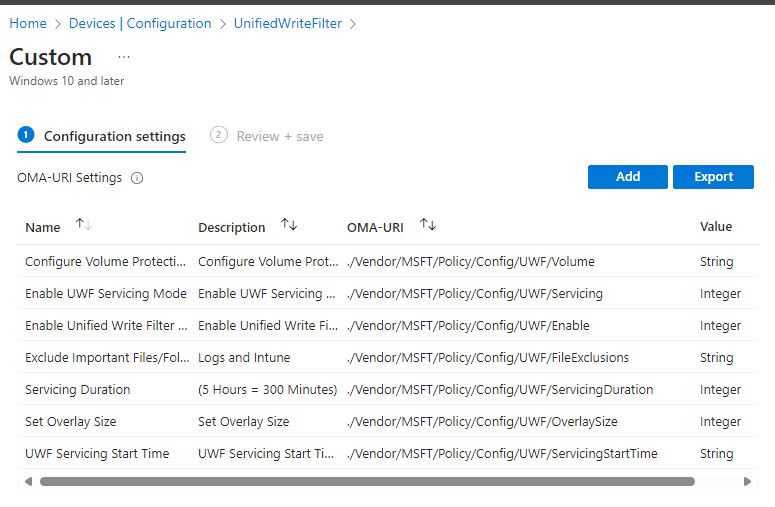 Home > Devices | Configuration > UnifiedWriteFilter >
Custom ...
Windows 10 and later
1 Configuration settings 2 Review + save
OMA-URI Settings
Add Export
Name Description OMA-URI Value
Configure Volume Protecti... Configure Volume Prot... ./Vendor/MSFT/Policy/Config/UWF/Volume String
Enable UWF Servicing Mode Enable UWF Servicing ... ./Vendor/MSFT/Policy/Config/UWF/Servicing Integer
Enable Unified Write Filter ... Enable Unified Write Fi... ./Vendor/MSFT/Policy/Config/UWF/Enable Integer
Exclude Important Files/Fol... Logs and Intune ./Vendor/MSFT/Policy/Config/UWF/FileExclusions String
Servicing Duration (5 Hours = 300 Minutes) ./Vendor/MSFT/Policy/Config/UWF/ServicingDuration Integer
Set Overlay Size Set Overlay Size ./Vendor/MSFT/Policy/Config/UWF/OverlaySize Integer
UWF Servicing Start Time UWF Servicing Start Ti... ./Vendor/MSFT/Policy/Config/UWF/ServicingStartTime String